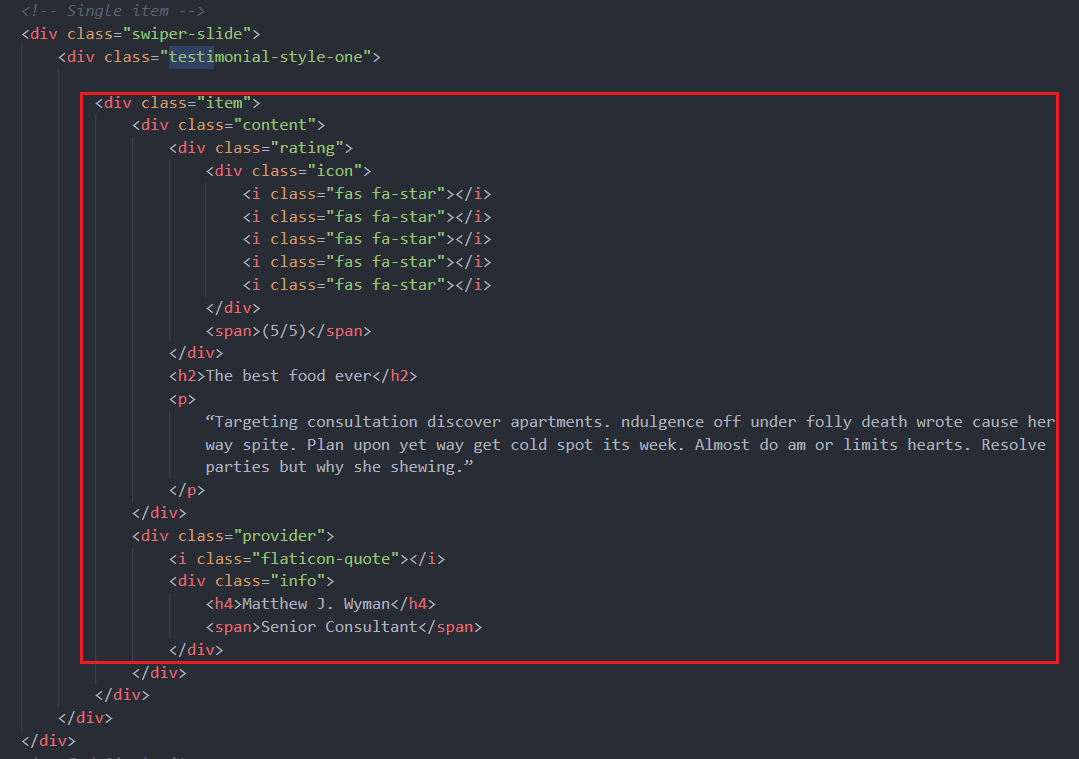 <!-- Single item -->
<div class="swiper-slide">
<div class="testimonial-style-one">
<div class="item">
<div class="content">
<div class="rating">
<div class="icon">
<i class="fas fa-star"></i>
<i class="fas fa-star"></i>
<i class="fas fa-star"></i>
<i class="fas fa-star"></i>
<i class="fas fa-star"></i>
</div>
<span>(5/5)</span>
</div>
<h2>The best food ever</h2>
<p>
“Targeting consultation discover apartments. ndulgence off under folly death wrote cause her
way spite. Plan upon yet way get cold spot its week. Almost do am or limits hearts. Resolve
parties but why she shewing.”
</p>
</div>
<div class="provider">
<i class="flaticon-quote"></i>
<div class="info">
<h4>Matthew J. Wyman</h4>
<span>Senior Consultant</span>
</div>
</div>
</div>
</div>
</div>